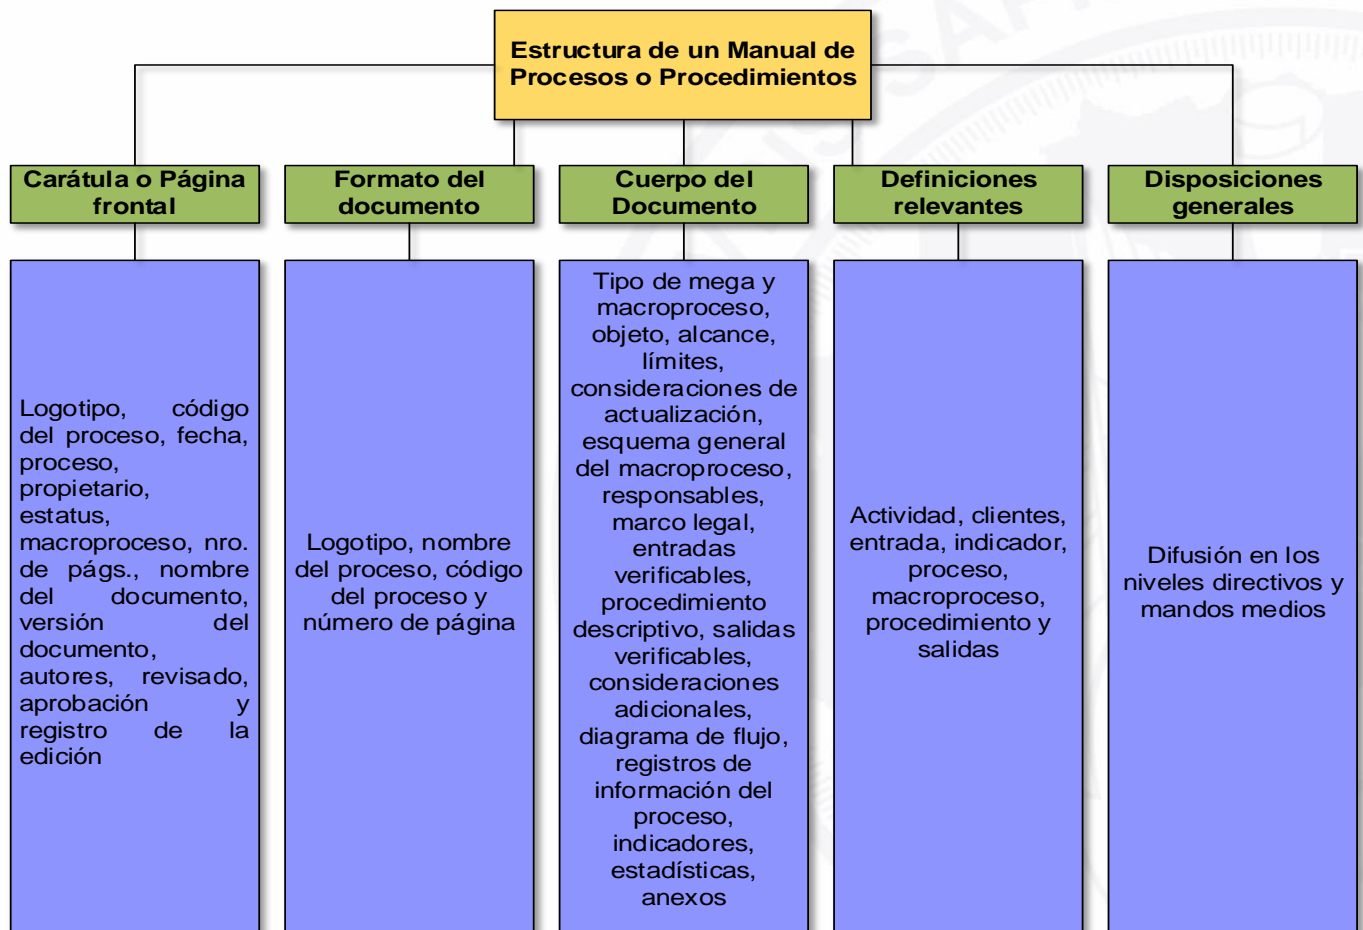 Estructura de un Manual de
Procesos o Procedimientos
Carátula o Página
frontal
Formato del
documento
Cuerpo del
Documento
Definiciones
relevantes
Disposiciones
generales
Logotipo, código
del proceso, fecha,
proceso,
propietario,
estatus,
macroproceso, nro.
de págs., nombre
del documento,
versión del
documento,
autores, revisado,
aprobación y
registro de la
edición
Logotipo, nombre
del proceso, código
del proceso y
número de página
Tipo de mega y
macroproceso,
objeto, alcance,
límites,
consideraciones de
actualización,
esquema general
del macroproceso,
responsables,
marco legal,
entradas
verificables,
procedimiento
descriptivo, salidas
verificables,
consideraciones
adicionales,
diagrama de flujo,
registros de
información del
proceso,
indicadores,
estadísticas,
anexos
Actividad, clientes,
entrada, indicador,
proceso,
macroproceso,
procedimiento y
salidas
Difusión en los
niveles directivos y
mandos medios